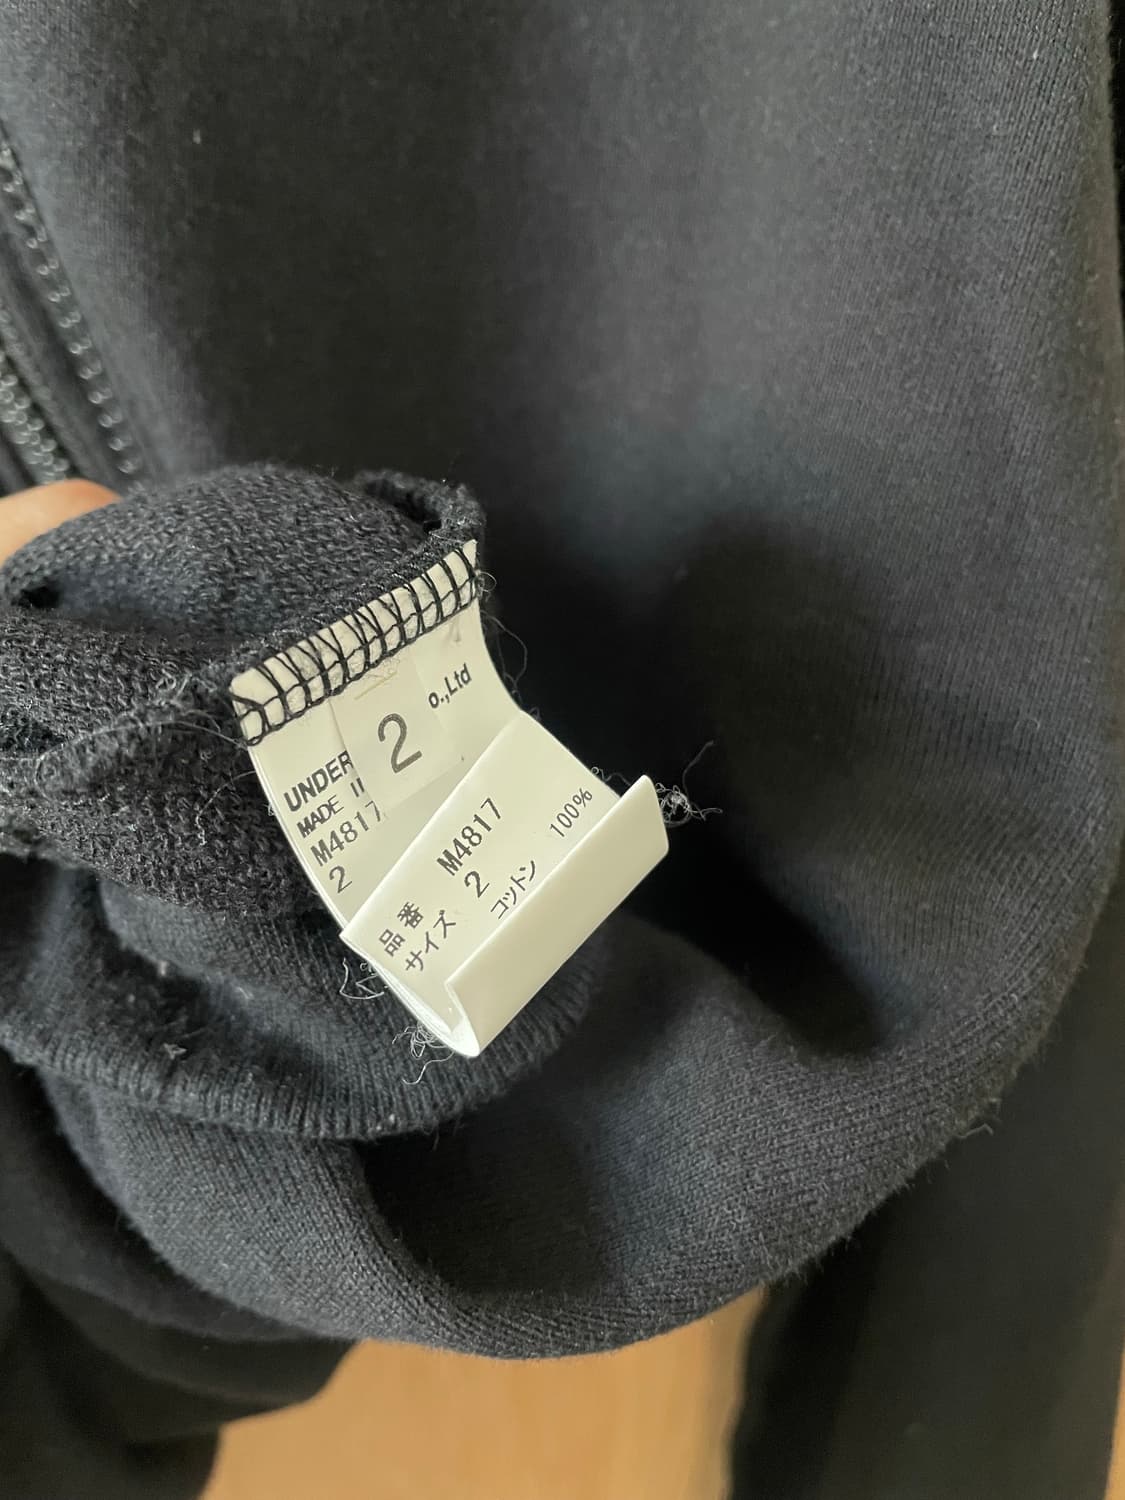 o.,Ltd
2
UNDER
MADE I
M4817
2
品番 M4817
サイズ 2
コットン 100%